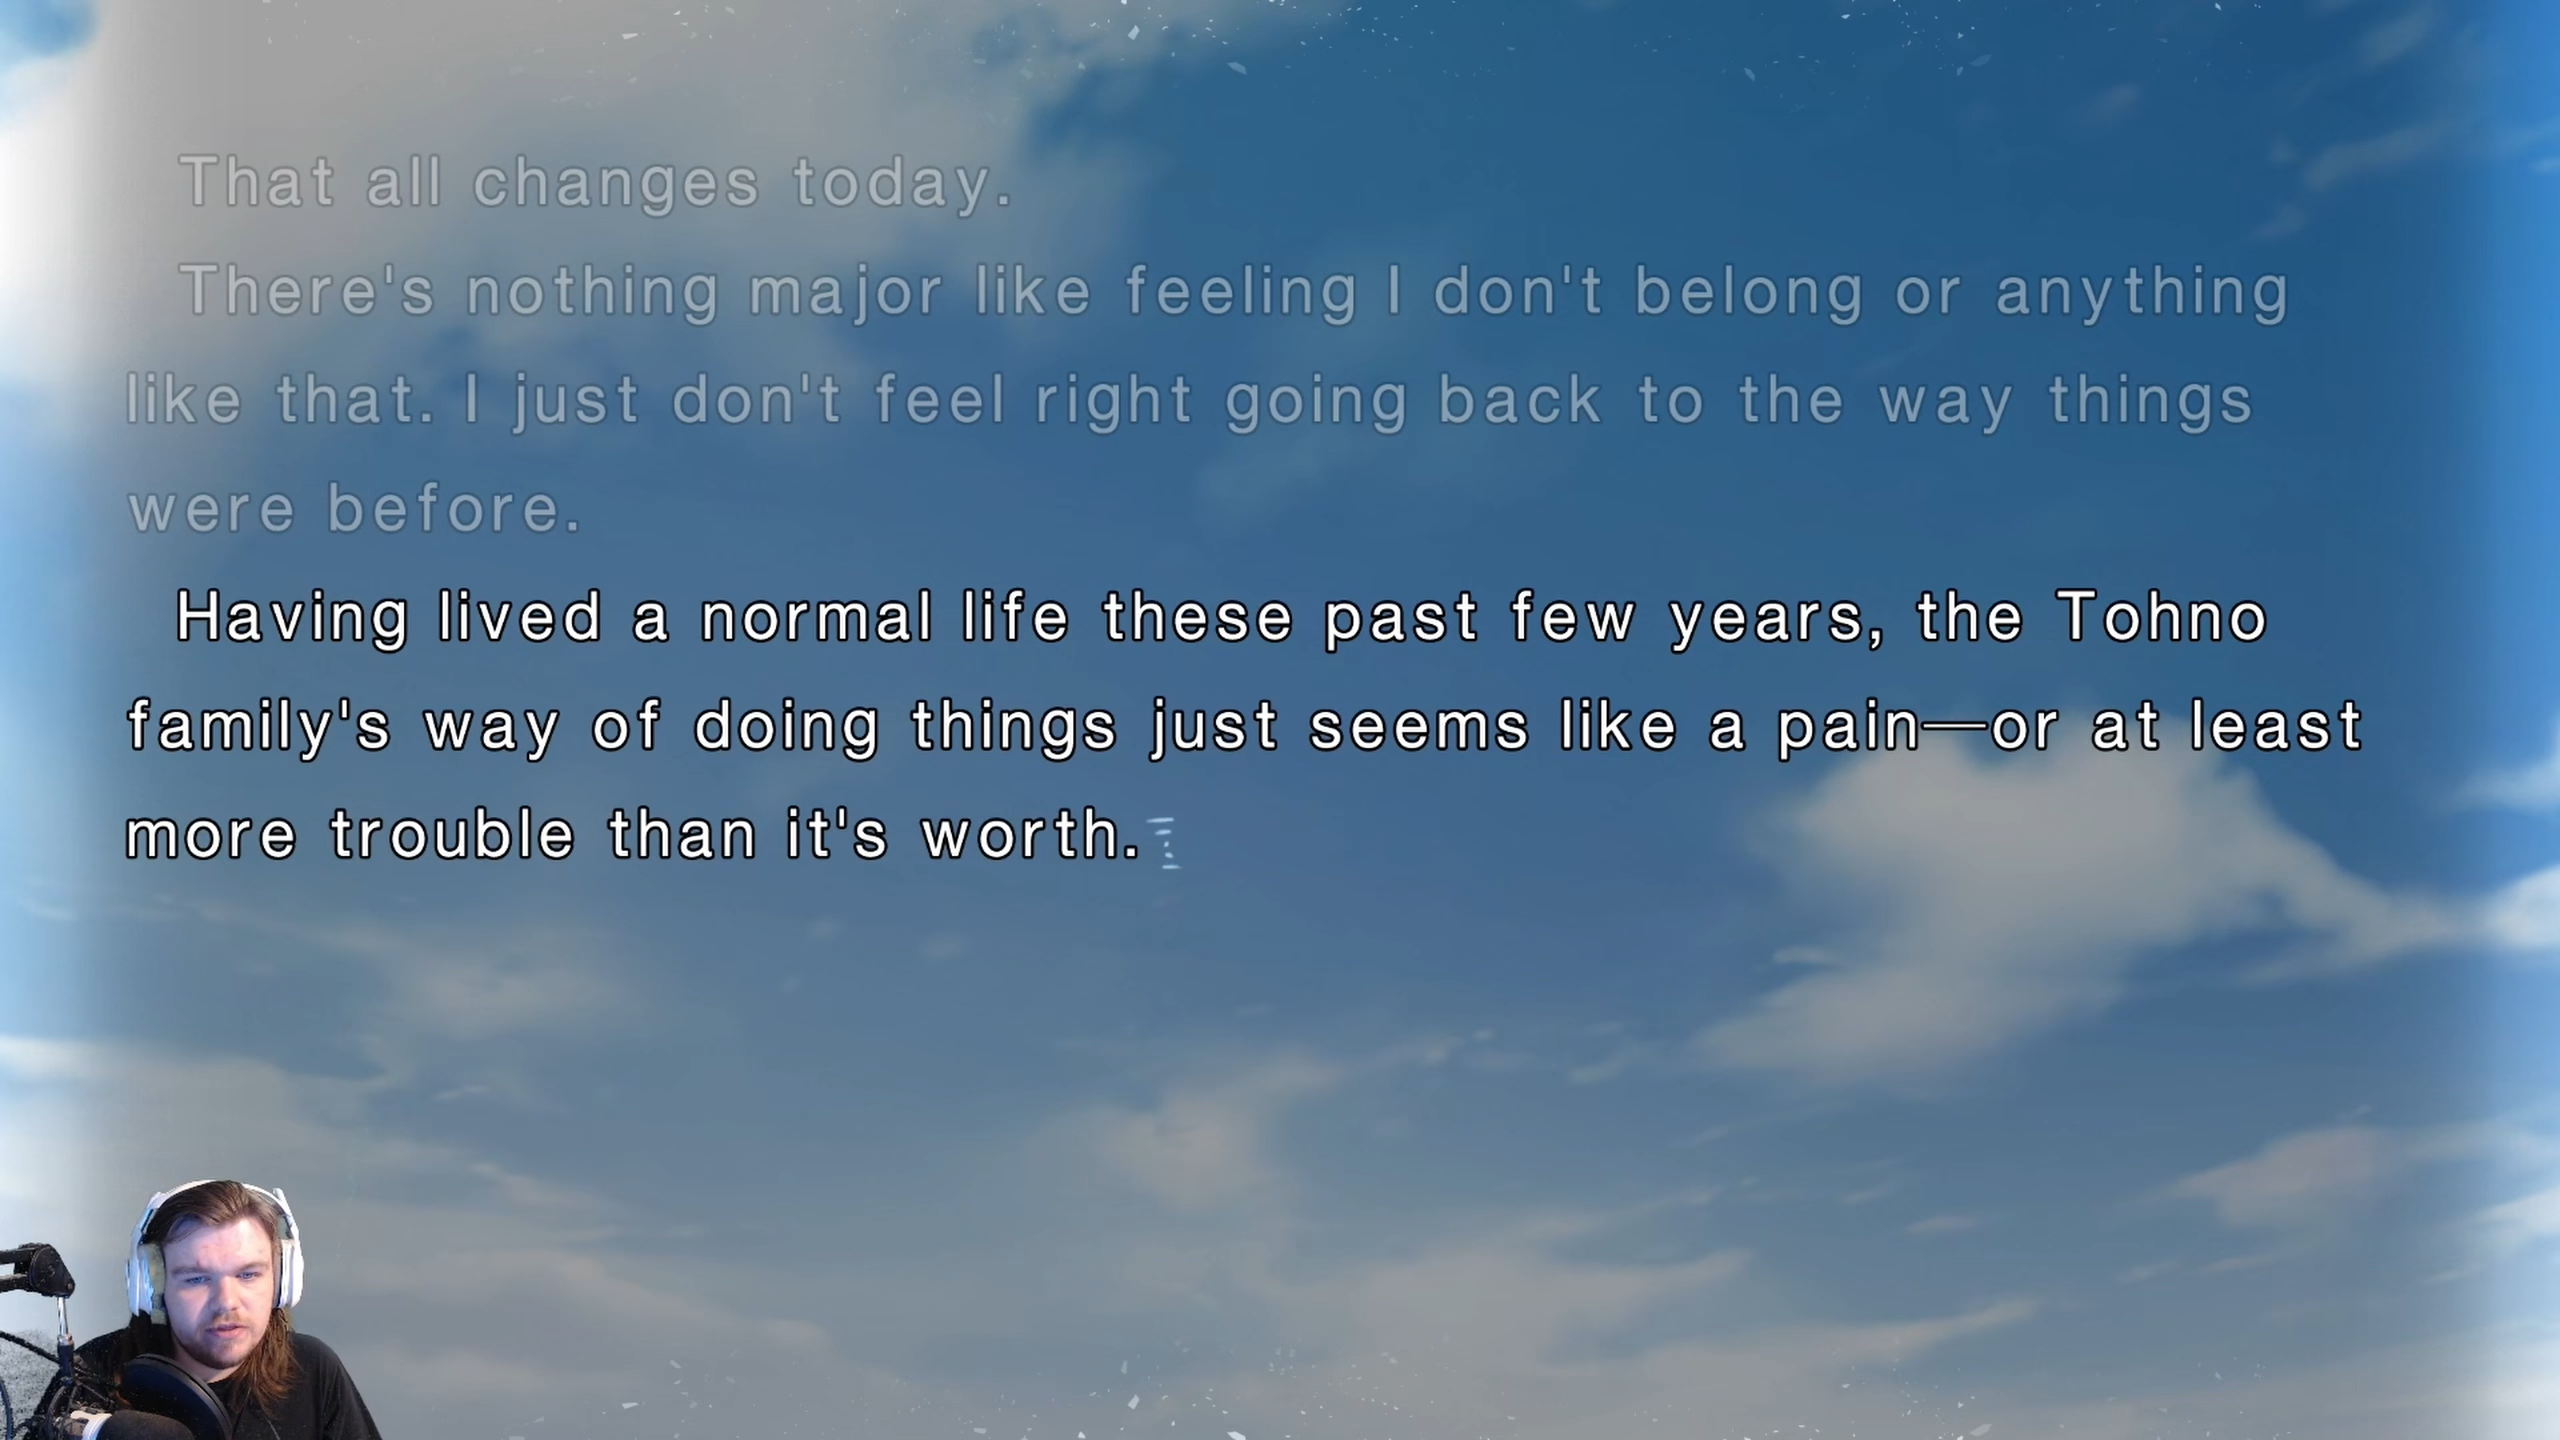 That all changes today.
There's nothing major like feeling I don't belong or anything
like that. I just don't feel right going back to the way things
were before.
Having lived a normal life these past few years, the Tohno
family's way of doing things just seems like a pain—or at least
more trouble than it's worth.